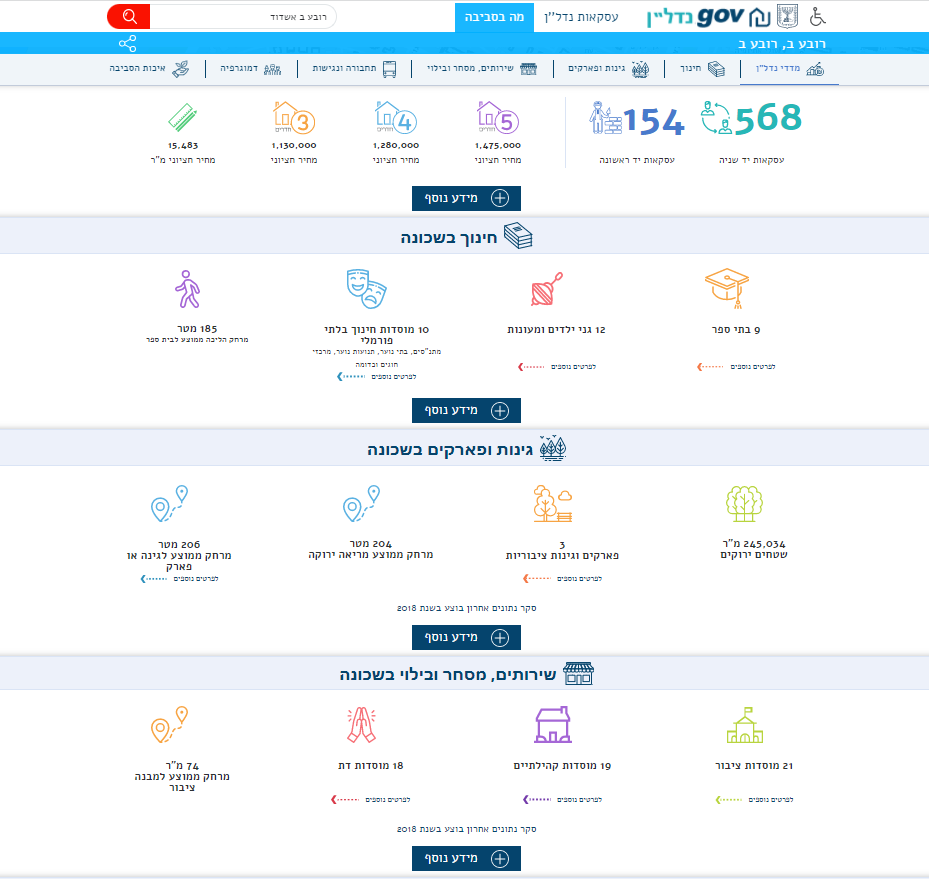 gov נדל"ן
עסקאות נדל"ן
מה בסביבה
רובע ב אשדוד
רובע ב, רובע ב
מדדי נדל"ן
חינוך
גינות ופארקים
שירותים, מסחר ובילוי
תחבורה ונגישות
דמוגרפיה
איכות הסביבה
568
עסקאות יד שניה
154
עסקאות יד ראשונה
5
חדרים
1,475,000
מחיר חציוני
4
חדרים
1,280,000
מחיר חציוני
3
חדרים
1,130,000
מחיר חציוני
15,483
מחיר חציוני מ"ר
מידע נוסף
חינוך בשכונה
9 בתי ספר
לפרטים נוספים
12 גני ילדים ומעונות
לפרטים נוספים
10 מוסדות חינוך בלתי
פורמלי
מתנ"סים, בתי נוער, תנועות נוער, מרכזי
חוגים וכדומה
לפרטים נוספים
185 מטר
מרחק הליכה ממוצע לבית ספר
מידע נוסף
גינות ופארקים בשכונה
245,034 מ"ר
שטחים ירוקים
3
פארקים וגינות ציבוריות
לפרטים נוספים
204 מטר
מרחק ממוצע מריאה ירוקה
206 מטר
מרחק ממוצע לגינה או
פארק
לפרטים נוספים
סקר נתונים אחרון בוצע בשנת 2018
מידע נוסף
שירותים, מסחר ובילוי בשכונה
21 מוסדות ציבור
לפרטים נוספים
19 מוסדות קהילתיים
לפרטים נוספים
18 מוסדות דת
לפרטים נוספים
74 מ"ר
מרחק ממוצע למבנה
ציבור
סקר נתונים אחרון בוצע בשנת 2018
מידע נוסף